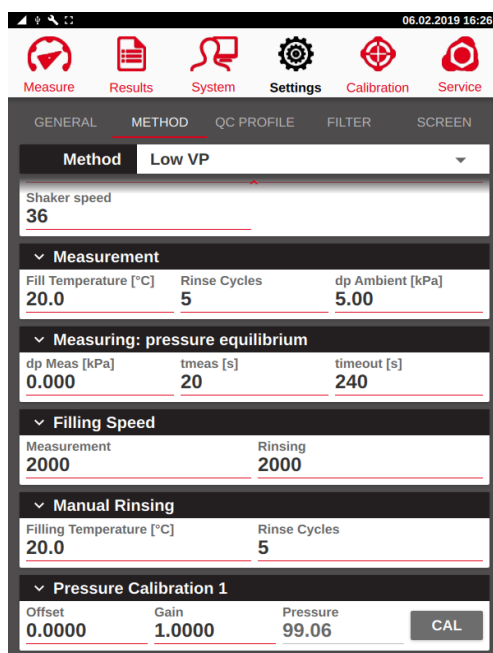 06.02.2019 16:26
Measure Results System Settings Calibration Service
GENERAL METHOD QC PROFILE FILTER SCREEN
Method Low VP
Shaker speed
36
Measurement
Fill Temperature [°C] Rinse Cycles dp Ambient [kPa]
20.0 5 5.00
Measuring: pressure equilibrium
dp Meas [kPa] tmeas [s] timeout [s]
0.000 20 240
Filling Speed
Measurement Rinsing
2000 2000
Manual Rinsing
Filling Temperature [°C] Rinse Cycles
20.0 5
Pressure Calibration 1
Offset Gain Pressure
0.0000 1.0000 99.06 CAL